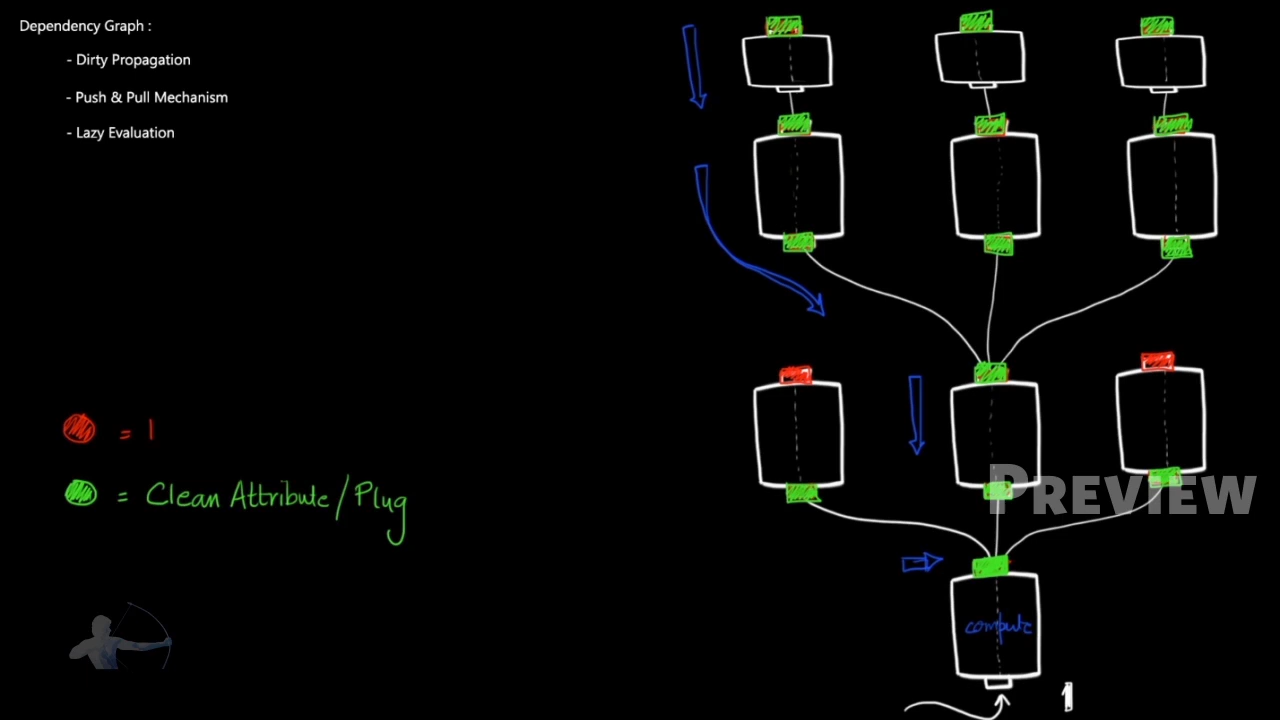 Dependency Graph :
- Dirty Propagation
- Push & Pull Mechanism
- Lazy Evaluation
= 1
= Clean Attribute/Plug
PREVIEW
compute
1